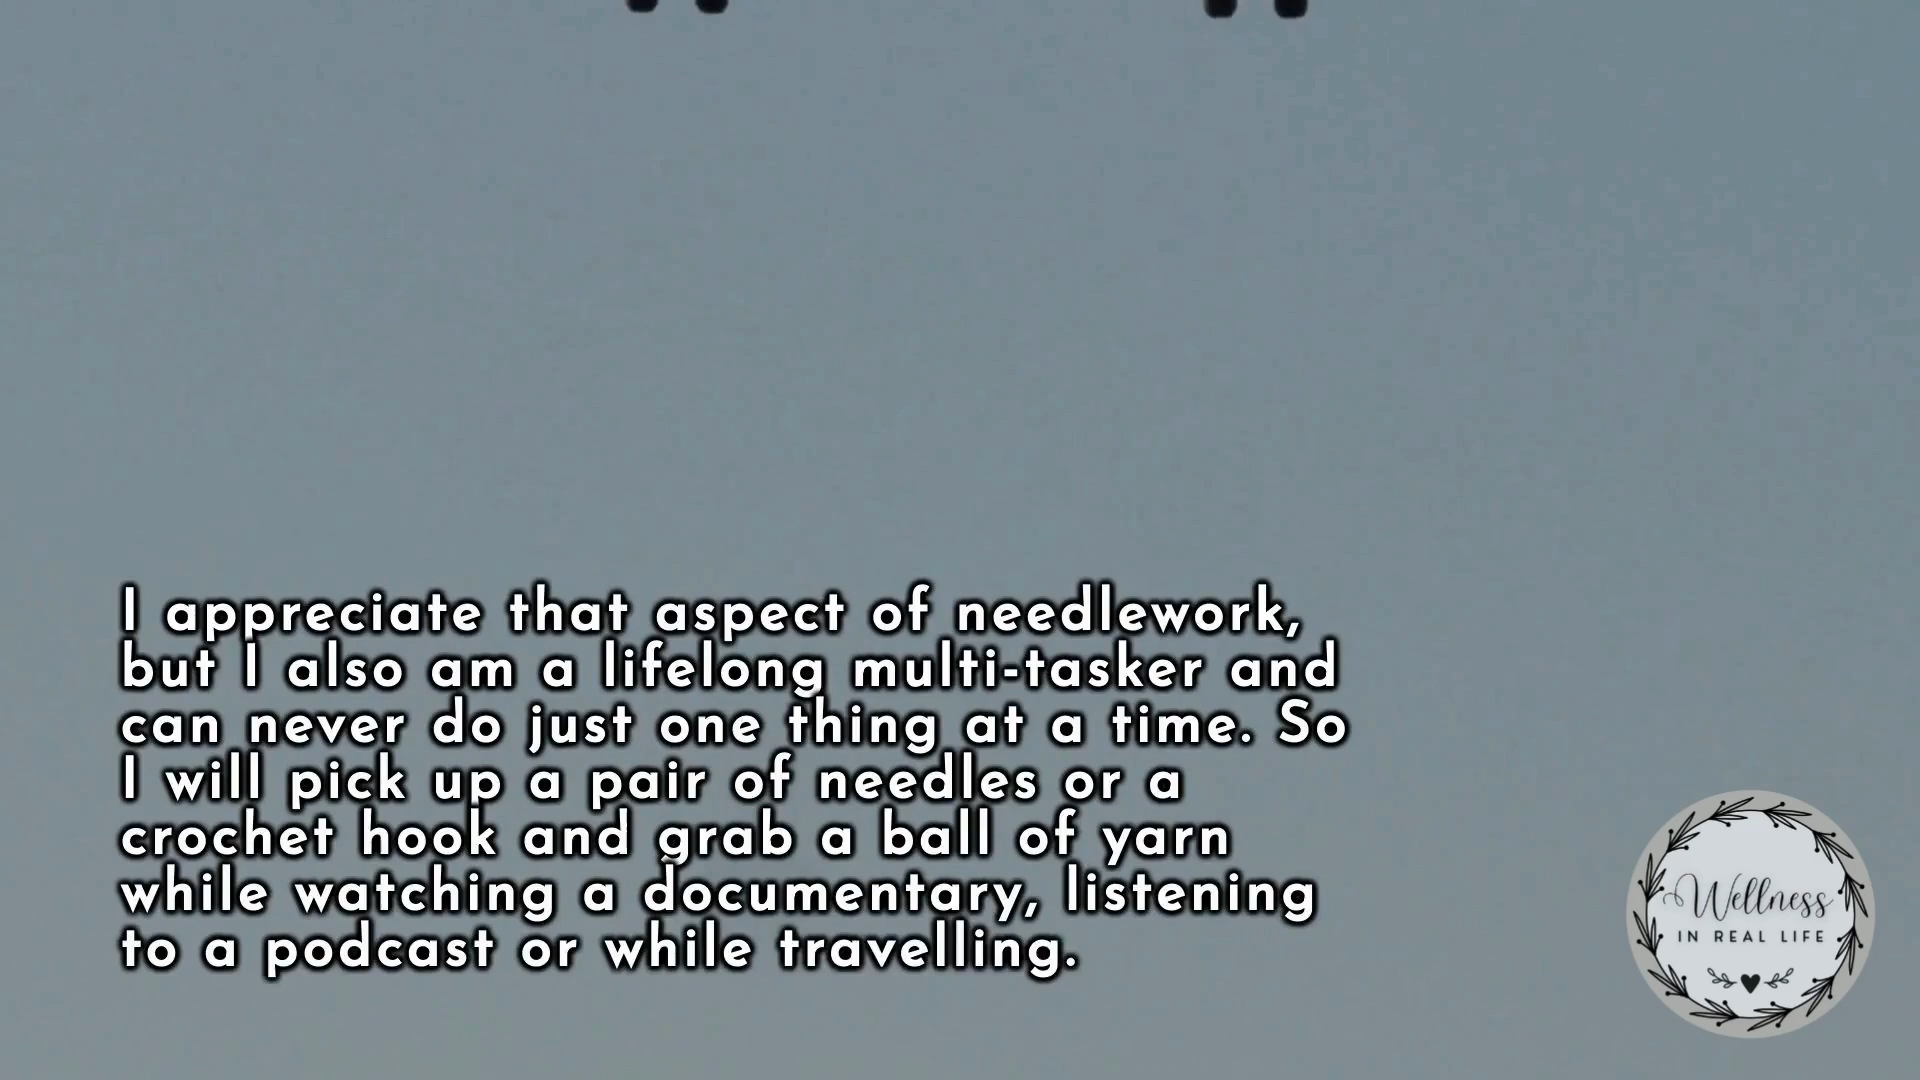 I appreciate that aspect of needlework,
but I also am a lifelong multi-tasker and
can never do just one thing at a time. So
I will pick up a pair of needles or a
crochet hook and grab a ball of yarn
while watching a documentary, listening
to a podcast or while travelling.
Wellness
IN REAL LIFE